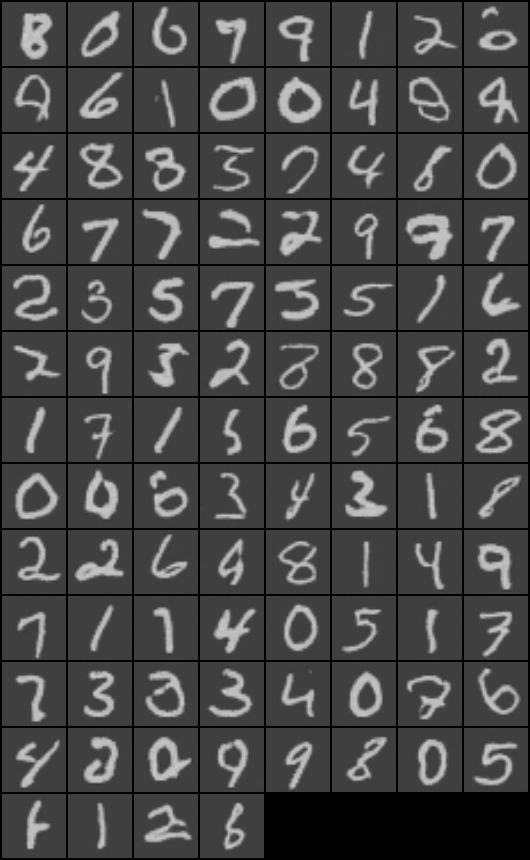 8 0 6 7 9 1 2 6
9 6 1 0 0 4 8 4
4 8 8 3 7 4 8 0
6 7 7 2 2 9 9 7
2 3 5 7 5 5 1 6
2 9 3 2 8 8 8 2
1 7 1 5 6 5 6 8
0 0 6 3 4 3 1 8
2 2 6 9 8 1 4 9
7 1 7 4 0 5 1 3
7 3 3 4 0 6
4 0 9 9 8 0 5
1 2 6